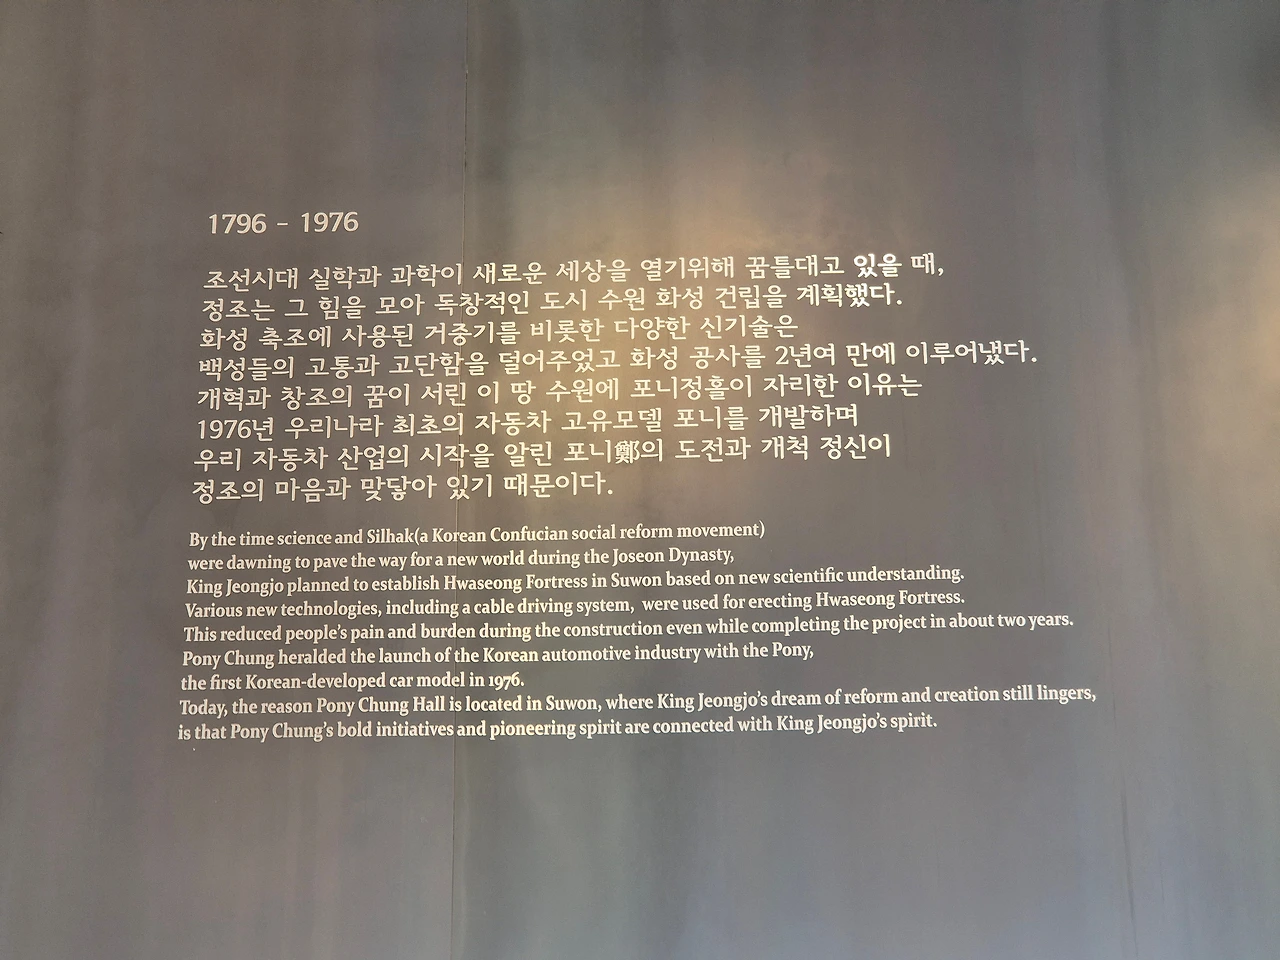 1796 - 1976
조선시대 실학과 과학이 새로운 세상을 열기위해 꿈틀대고 있을 때,
정조는 그 힘을 모아 독창적인 도시 수원 화성 건립을 계획했다.
화성 축조에 사용된 거중기를 비롯한 다양한 신기술은
백성들의 고통과 고단함을 덜어주었고 화성 공사를 2년여 만에 이루어냈다.
개혁과 창조의 꿈이 서린 이 땅 수원에 포니정홀이 자리한 이유는
1976년 우리나라 최초의 자동차 고유모델 포니를 개발하며
우리 자동차 산업의 시작을 알린 포니鄭의 도전과 개척 정신이
정조의 마음과 맞닿아 있기 때문이다.
By the time science and Silhak(a Korean Confucian social reform movement)
were dawning to pave the way for a new world during the Joseon Dynasty,
King Jeongjo planned to establish Hwaseong Fortress in Suwon based on new scientific understanding.
Various new technologies, including a cable driving system, were used for erecting Hwaseong Fortress.
This reduced people's pain and burden during the construction even while completing the project in about two years.
Pony Chung heralded the launch of the Korean automotive industry with the Pony,
the first Korean-developed car model in 1976.
Today, the reason Pony Chung Hall is located in Suwon, where King Jeongjo's dream of reform and creation still lingers,
is that Pony Chung's bold initiatives and pioneering spirit are connected with King Jeongjo's spirit.